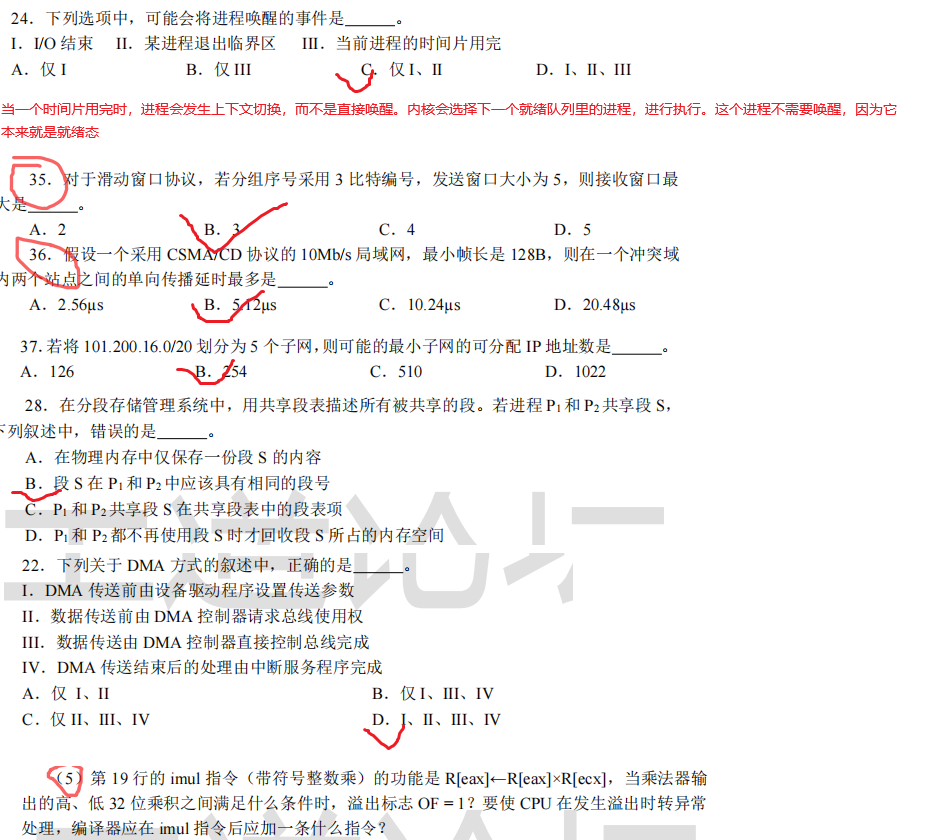 24．下列选项中，可能会将进程唤醒的事件是______。
I．I/O 结束 II．某进程退出临界区 III．当前进程的时间片用完
A．仅 I B．仅 III C．仅 I、II D．I、II、III
当一个时间片用完时，进程会发生上下文切换，而不是直接唤醒。内核会选择下一个就绪队列里的进程，进行执行。这个进程不需要唤醒，因为它
本来就是就绪态
35．对于滑动窗口协议，若分组序号采用 3 比特编号，发送窗口大小为 5，则接收窗口最
大是______。
A．2 B．3 C．4 D．5
36．假设一个采用 CSMA/CD 协议的 10Mb/s 局域网，最小帧长是 128B，则在一个冲突域
内两个站点之间的单向传播延时最多是______。
A．2.56μs B．5.12μs C．10.24μs D．20.48μs
37．若将 101.200.16.0/20 划分为 5 个子网，则可能的最小子网的可分配 IP 地址数是______。
A．126 B．254 C．510 D．1022
28．在分段存储管理系统中，用共享段表描述所有被共享的段。若进程 P1 和 P2 共享段 S，
下列叙述中，错误的是______。
A．在物理内存中仅保存一份段 S 的内容
B．段 S 在 P1 和 P2 中应该具有相同的段号
C．P1 和 P2 共享段 S 在共享段表中的段表项
D．P1 和 P2 都不再使用段 S 时才回收段 S 所占的内存空间
22．下列关于 DMA 方式的叙述中，正确的是______。
I．DMA 传送前由设备驱动程序设置传送参数
II．数据传送前由 DMA 控制器请求总线使用权
III．数据传送由 DMA 控制器直接控制总线完成
IV．DMA 传送结束后的处理由中断服务程序完成
A．仅 I、II B．仅 I、III、IV
C．仅 II、III、IV D．I、II、III、IV
（5）第 19 行的 imul 指令（带符号整数乘）的功能是 R[eax]←R[eax]×R[ecx]，当乘法器输
出的高、低 32 位乘积之间满足什么条件时，溢出标志 OF = 1？要使 CPU 在发生溢出时转异常
处理，编译器应在 imul 指令后应加一条什么指令？